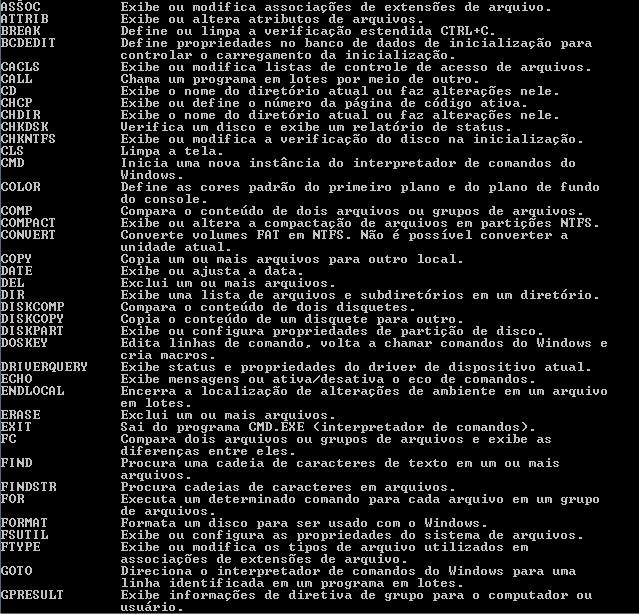 ASSOC Exibe ou modifica associações de extensões de arquivo.
ATTRIB Exibe ou altera atributos de arquivos.
BREAK Define ou limpa a verificação estendida CTRL+C.
BCDEDIT Define propriedades no banco de dados de inicialização para
controlar o carregamento da inicialização.
CACLS Exibe ou modifica listas de controle de acesso de arquivos.
CALL Chama um programa em lotes por meio de outro.
CD Exibe o nome do diretório atual ou faz alterações nele.
CHCP Exibe ou define o número da página de código ativa.
CHDIR Exibe o nome do diretório atual ou faz alterações nele.
CHKDSK Verifica um disco e exibe um relatório de status.
CHKNTFS Exibe ou modifica a verificação do disco na inicialização.
CLS Limpa a tela.
CMD Inicia uma nova instância do interpretador de comandos do
Windows.
COLOR Define as cores padrão do primeiro plano e do plano de fundo
do console.
COMP Compara o conteúdo de dois arquivos ou grupos de arquivos.
COMPACT Exibe ou altera a compactação de arquivos em partições NTFS.
CONVERT Converte volumes FAT em NTFS. Não é possível converter a
unidade atual.
COPY Copia um ou mais arquivos para outro local.
DATE Exibe ou ajusta a data.
DEL Exclui um ou mais arquivos.
DIR Exibe uma lista de arquivos e subdiretórios em um diretório.
DISKCOMP Compara o conteúdo de dois disquetes.
DISKCOPY Copia o conteúdo de um disquete para outro.
DISKPART Exibe ou configura propriedades de partição de disco.
DOSKEY Edita linhas de comando, volta a chamar comandos do Windows e
cria macros.
DRIVERQUERY Exibe status e propriedades do driver de dispositivo atual.
ECHO Exibe mensagens ou ativa/desativa o eco de comandos.
ENDLOCAL Encerra a localização de alterações de ambiente em um arquivo
em lotes.
ERASE Exclui um ou mais arquivos.
EXIT Sai do programa CMD.EXE (interpretador de comandos).
FC Compara dois arquivos ou grupos de arquivos e exibe as
diferenças entre eles.
FIND Procura uma cadeia de caracteres de texto em um ou mais
arquivos.
FINDSTR Procura cadeias de caracteres em arquivos.
FOR Executa um determinado comando para cada arquivo em um grupo
de arquivos.
FORMAT Formata um disco para ser usado com o Windows.
FSUTIL Exibe ou configura as propriedades do sistema de arquivos.
FTYPE Exibe ou modifica os tipos de arquivo utilizados em
associações de extensões de arquivo.
GOTO Direciona o interpretador de comandos do Windows para uma
linha identificada em um programa em lotes.
GPRESULT Exibe informações de diretiva de grupo para o computador ou
usuário.